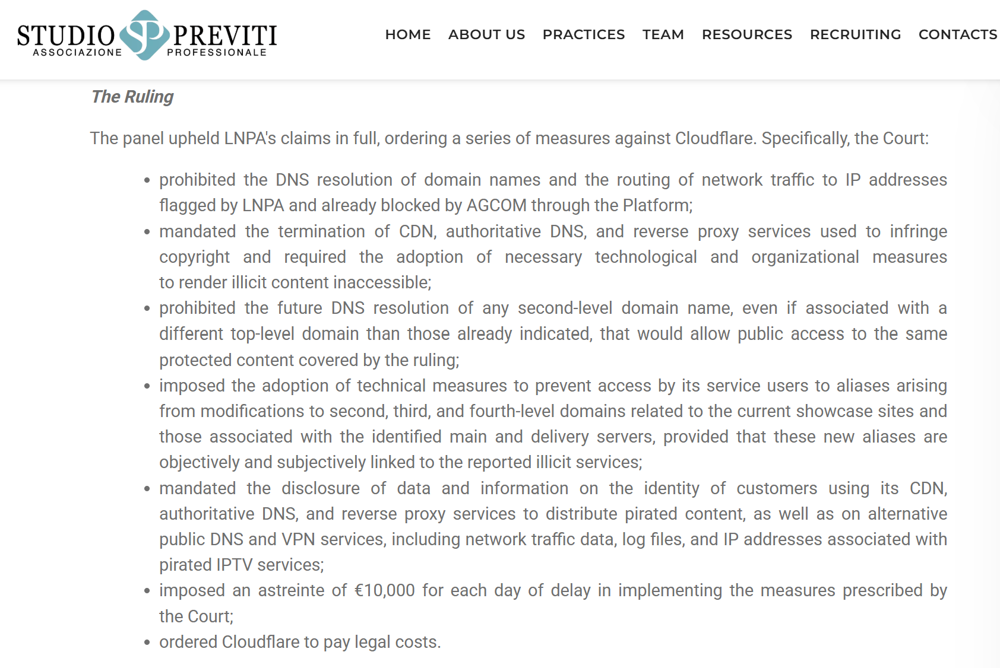 STUDIO PREVITI
ASSOCIAZIONE PROFESSIONALE
HOME ABOUT US PRACTICES TEAM RESOURCES RECRUITING CONTACTS
The Ruling
The panel upheld LNPA's claims in full, ordering a series of measures against Cloudflare. Specifically, the Court:
• prohibited the DNS resolution of domain names and the routing of network traffic to IP addresses
flagged by LNPA and already blocked by AGCOM through the Platform;
• mandated the termination of CDN, authoritative DNS, and reverse proxy services used to infringe
copyright and required the adoption of necessary technological and organizational measures
to render illicit content inaccessible;
• prohibited the future DNS resolution of any second-level domain name, even if associated with a
different top-level domain than those already indicated, that would allow public access to the same
protected content covered by the ruling;
• imposed the adoption of technical measures to prevent access by its service users to aliases arising
from modifications to second, third, and fourth-level domains related to the current showcase sites and
those associated with the identified main and delivery servers, provided that these new aliases are
objectively and subjectively linked to the reported illicit services;
• mandated the disclosure of data and information on the identity of customers using its CDN,
authoritative DNS, and reverse proxy services to distribute pirated content, as well as on alternative
public DNS and VPN services, including network traffic data, log files, and IP addresses associated with
pirated IPTV services;
• imposed an astreinte of €10,000 for each day of delay in implementing the measures prescribed by
the Court;
• ordered Cloudflare to pay legal costs.